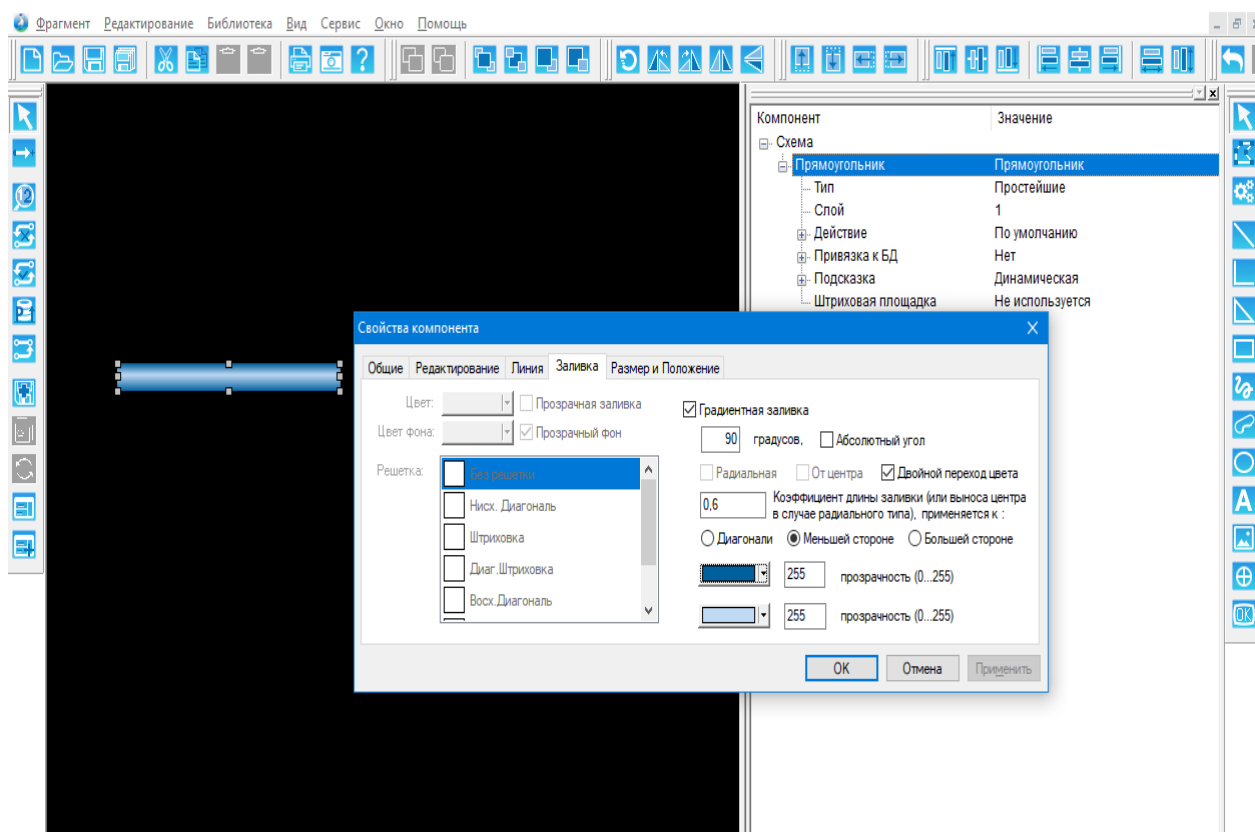 Фрагмент Редактирование Библиотека Вид Сервис Окно Помощь
Компонент Значение
Схема
Прямоугольник Прямоугольник
Тип Простейшие
Слой 1
Действие По умолчанию
Привязка к БД Нет
Подсказка Динамическая
Штриховая площадка Не используется
Свойства компонента
Общие Редактирование Линия Заливка Размер и Положение
Цвет: Прозрачная заливка
Цвет фона: Прозрачный фон
Решетка:
Без решетки
Нисх. Диагональ
Штриховка
Диаг.Штриховка
Восх.Диагональ
Градиентная заливка
90 градусов, Абсолютный угол
Радиальная От центра Двойной переход цвета
0,6 Коэффициент длины заливки (или выноса центра
в случае радиального типа), применяется к :
Диагонали Меньшей стороне Большей стороне
255 прозрачность (0...255)
255 прозрачность (0...255)
OK Отмена Применить
12
A
OK